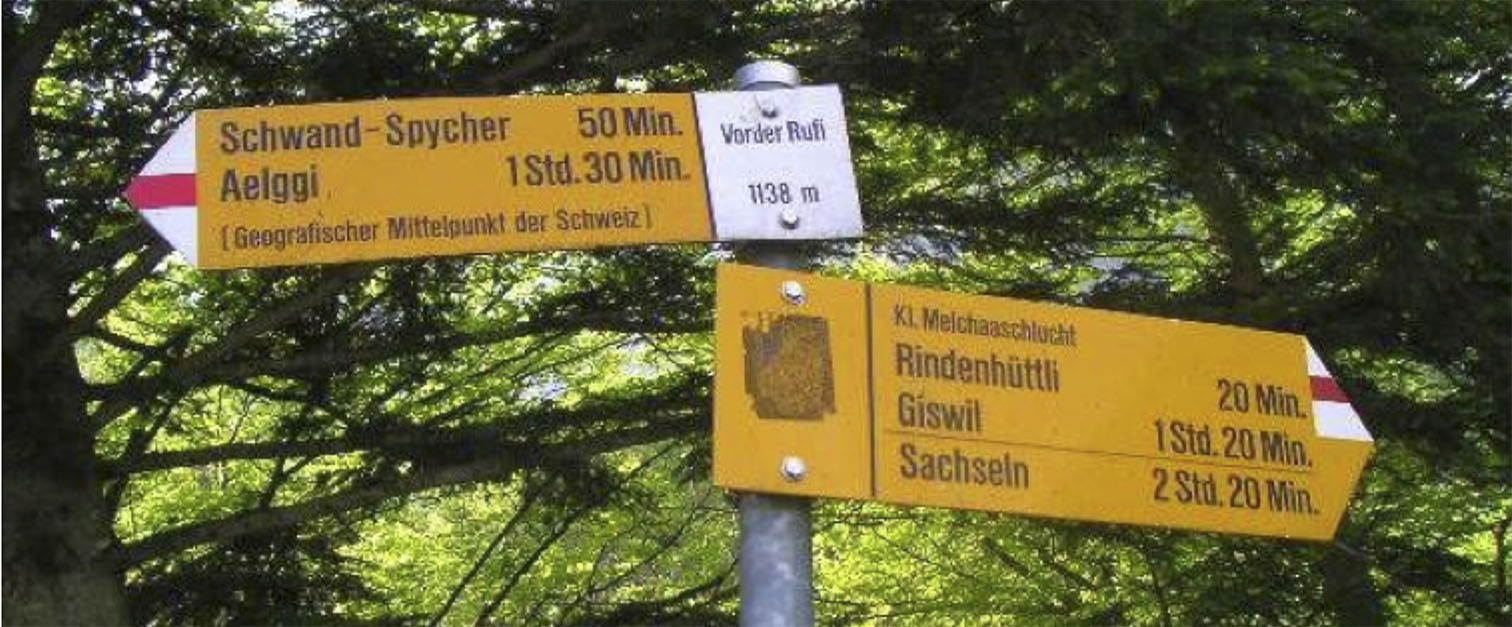 Schwand-Spycher 50 Min.
Aelggi 1 Std. 30 Min.
[Geografischer Mittelpunkt der Schweiz]
Vorder Rufi
1138 m
Kl. Melchaaschlucht
Rindenhüttli 20 Min.
Giswil 1 Std. 20 Min.
Sachseln 2 Std. 20 Min.